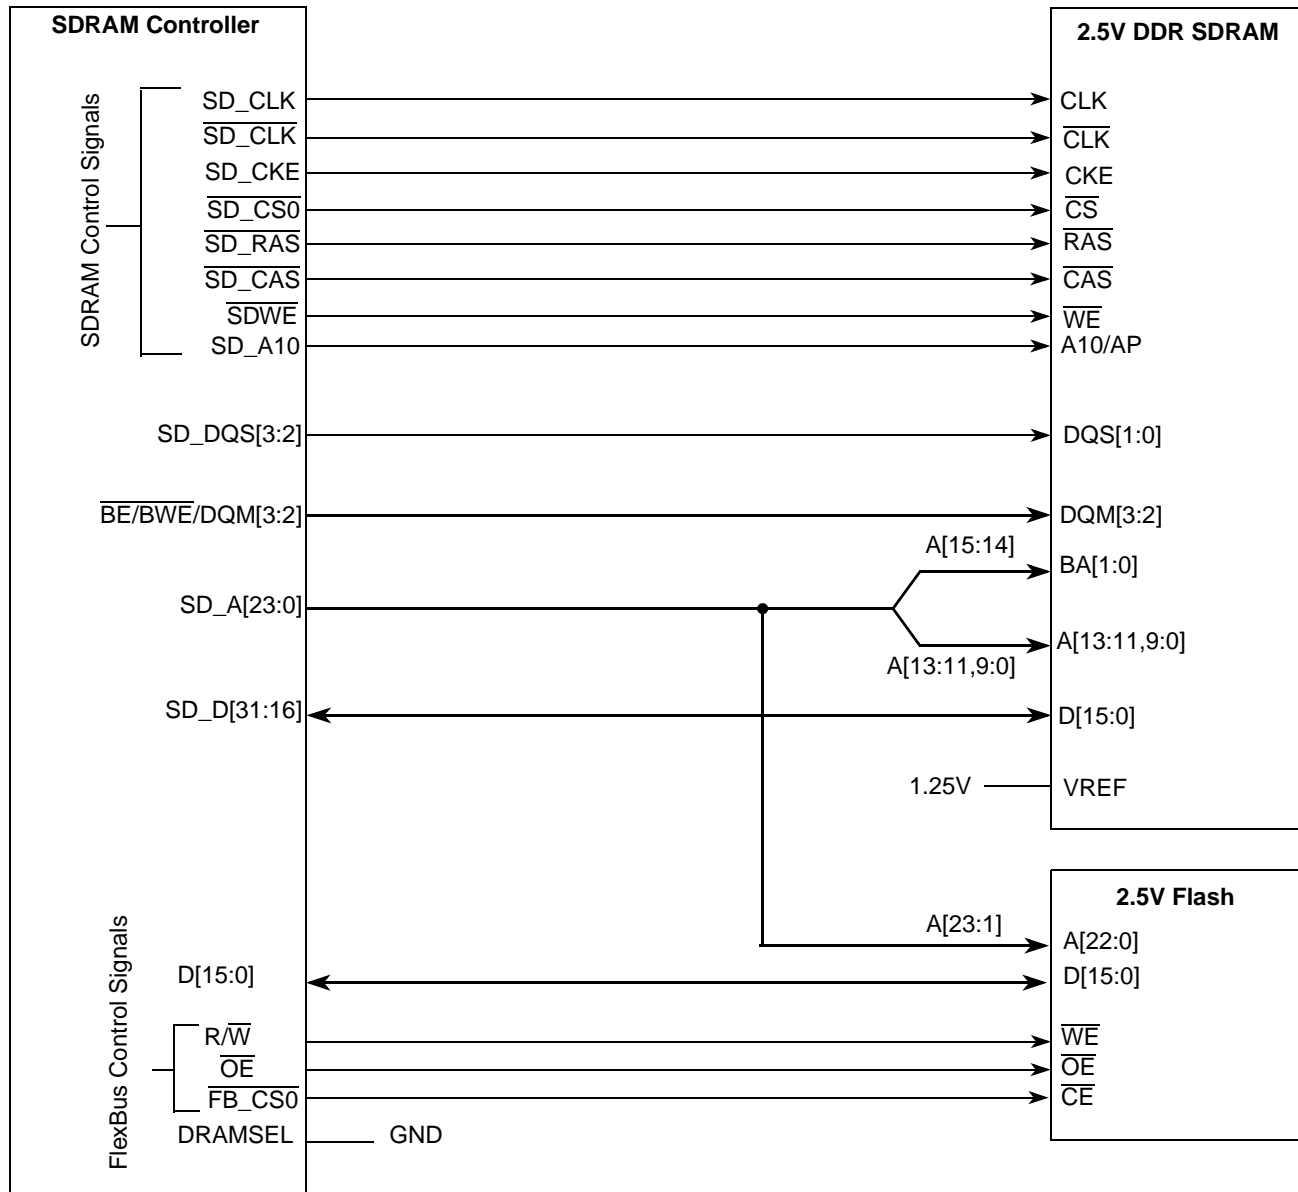 SDRAM Controller
2.5V DDR SDRAM
SDRAM Control Signals
SD_CLK
CLK
SD_CLK
CLK
SD_CKE
CKE
SD_CS0
CS
SD_RAS
RAS
SD_CAS
CAS
SDWE
WE
SD_A10
A10/AP
SD_DQS[3:2]
DQS[1:0]
BE/BWE/DQM[3:2]
DQM[3:2]
A[15:14]
BA[1:0]
SD_A[23:0]
A[13:11,9:0]
A[13:11,9:0]
SD_D[31:16]
D[15:0]
1.25V
VREF
2.5V Flash
FlexBus Control Signals
A[23:1]
A[22:0]
D[15:0]
D[15:0]
R/W
WE
OE
OE
FB_CS0
CE
DRAMSEL
GND